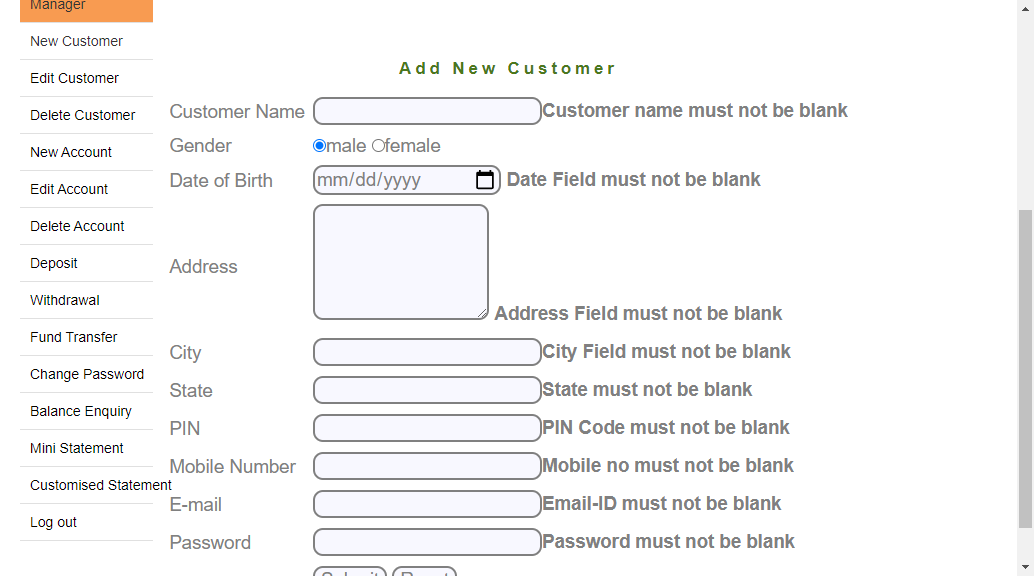 Manager
New Customer
Edit Customer
Delete Customer
New Account
Edit Account
Delete Account
Deposit
Withdrawal
Fund Transfer
Change Password
Balance Enquiry
Mini Statement
Customised Statement
Log out
Add New Customer
Customer Name Customer name must not be blank
Gender male female
Date of Birth mm/dd/yyyy Date Field must not be blank
Address Address Field must not be blank
City City Field must not be blank
State State must not be blank
PIN PIN Code must not be blank
Mobile Number Mobile no must not be blank
E-mail Email-ID must not be blank
Password Password must not be blank
Submit Reset